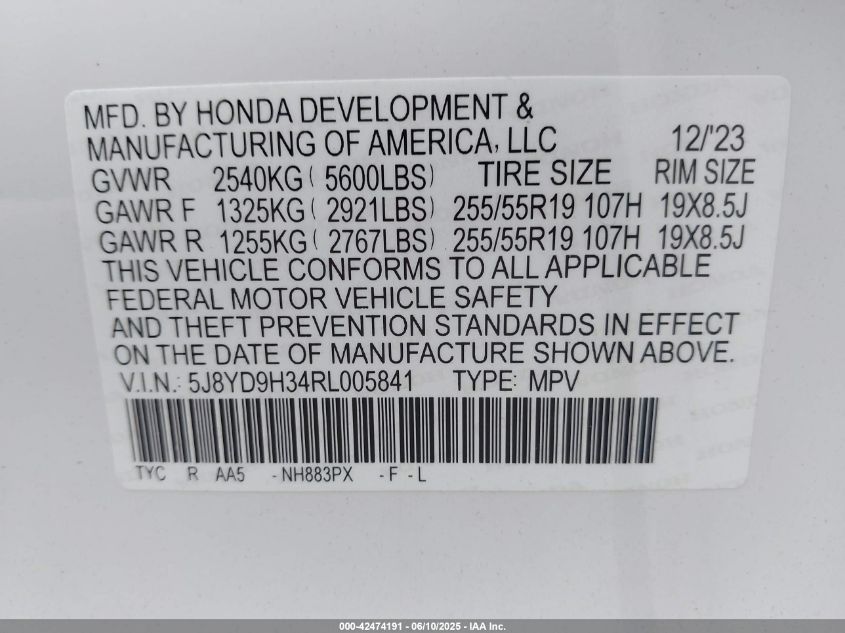 MFD. BY HONDA DEVELOPMENT &
MANUFACTURING OF AMERICA, LLC 12/'23
GVWR 2540KG ( 5600LBS) TIRE SIZE RIM SIZE
GAWR F 1325KG ( 2921LBS) 255/55R19 107H 19X8.5J
GAWR R 1255KG ( 2767LBS) 255/55R19 107H 19X8.5J
THIS VEHICLE CONFORMS TO ALL APPLICABLE
FEDERAL MOTOR VEHICLE SAFETY
AND THEFT PREVENTION STANDARDS IN EFFECT
ON THE DATE OF MANUFACTURE SHOWN ABOVE.
V.I.N.: 5J8YD9H34RL005841 TYPE: MPV
TYC R AA5 -NH883PX -F -L
000-42474191 - 06/10/2025 - IAA Inc.